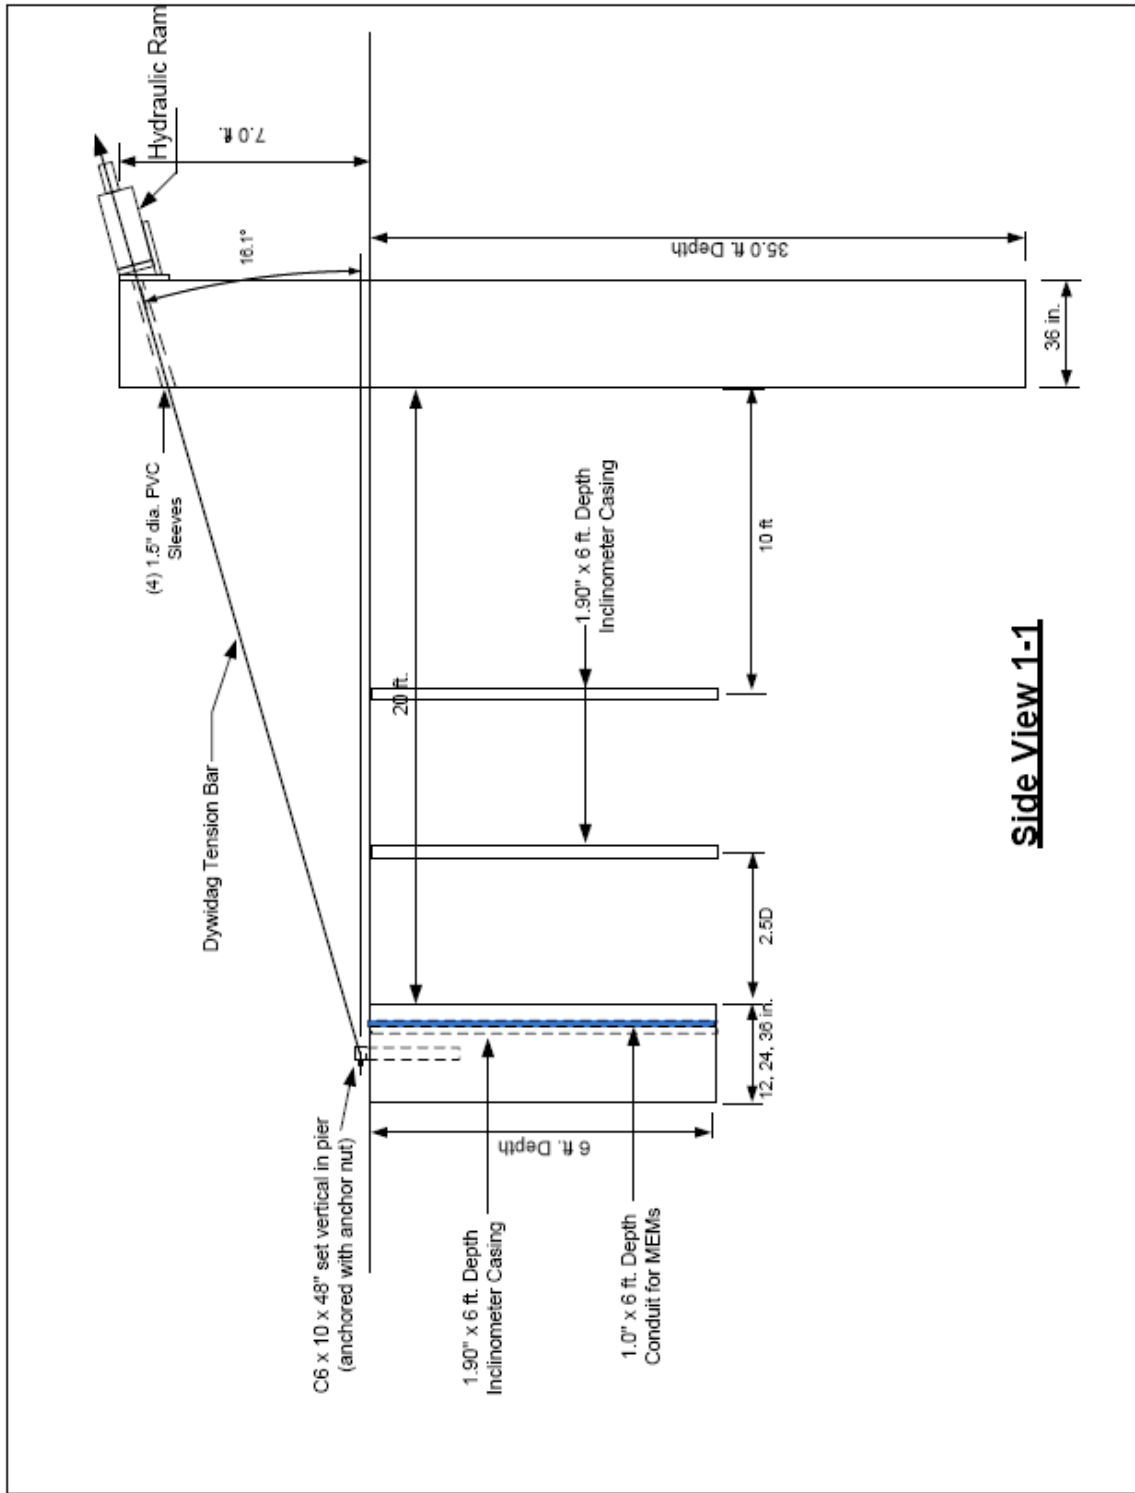 Hydraulic Ram
7.0 ft.
16.1°
35.0 ft. Depth
36 in.
(4) 1.5" dia. PVC
Sleeves
Dywidag Tension Bar
20 ft.
1.90" x 6 ft. Depth
Inclinometer Casing
10 ft
2.5D
12, 24, 36 in.
6 ft. Depth
C6 x 10 x 48" set vertical in pier
(anchored with anchor nut)
1.90" x 6 ft. Depth
Inclinometer Casing
1.0" x 6 ft. Depth
Conduit for MEMs
Side View 1-1